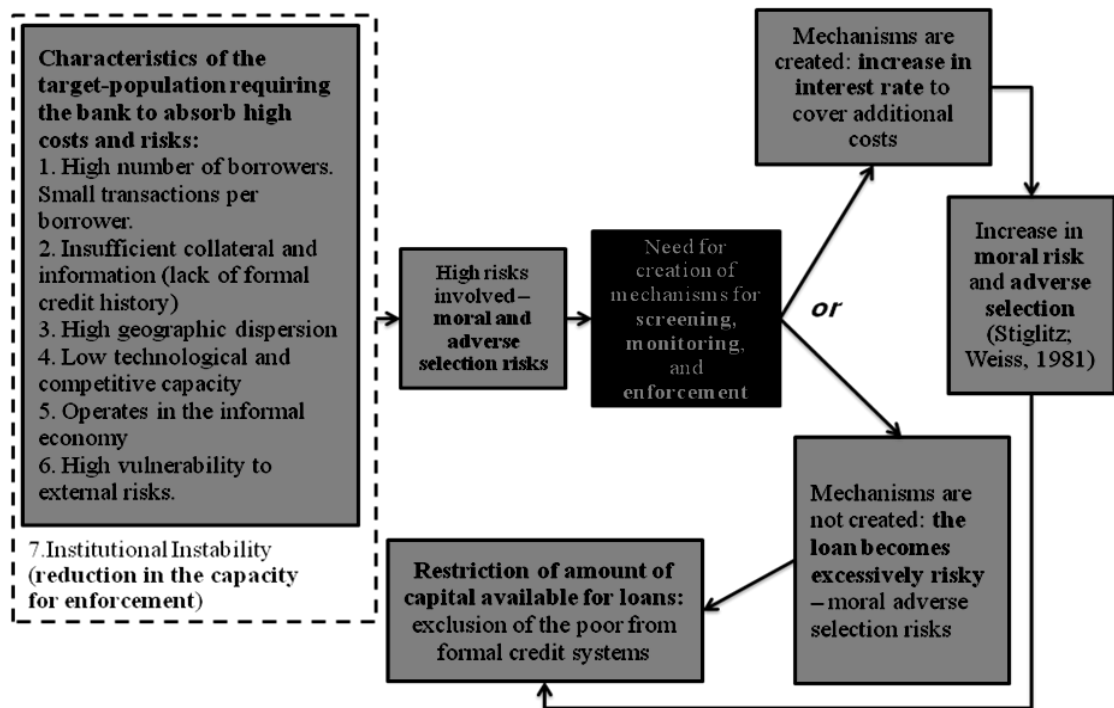 Characteristics of the
target-population requiring
the bank to absorb high
costs and risks:
1. High number of borrowers.
Small transactions per
borrower.
2. Insufficient collateral and
information (lack of formal
credit history)
3. High geographic dispersion
4. Low technological and
competitive capacity
5. Operates in the informal
economy
6. High vulnerability to
external risks.
7.Institutional Instability
(reduction in the capacity
for enforcement)
High risks
involved –
moral and
adverse
selection risks
Need for
creation of
mechanisms for
screening,
monitoring,
and
enforcement
or
Mechanisms are
created: increase in
interest rate to
cover additional
costs
Increase in
moral risk
and adverse
selection
(Stiglitz;
Weiss, 1981)
Mechanisms are
not created: the
loan becomes
excessively risky
– moral adverse
selection risks
Restriction of amount of
capital available for loans:
exclusion of the poor from
formal credit systems